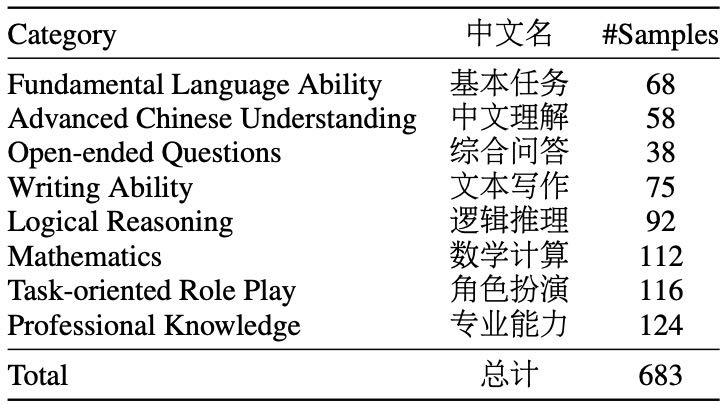 Category 中文名 #Samples
Fundamental Language Ability 基本任务 68
Advanced Chinese Understanding 中文理解 58
Open-ended Questions 综合问答 38
Writing Ability 文本写作 75
Logical Reasoning 逻辑推理 92
Mathematics 数学计算 112
Task-oriented Role Play 角色扮演 116
Professional Knowledge 专业能力 124
Total 总计 683